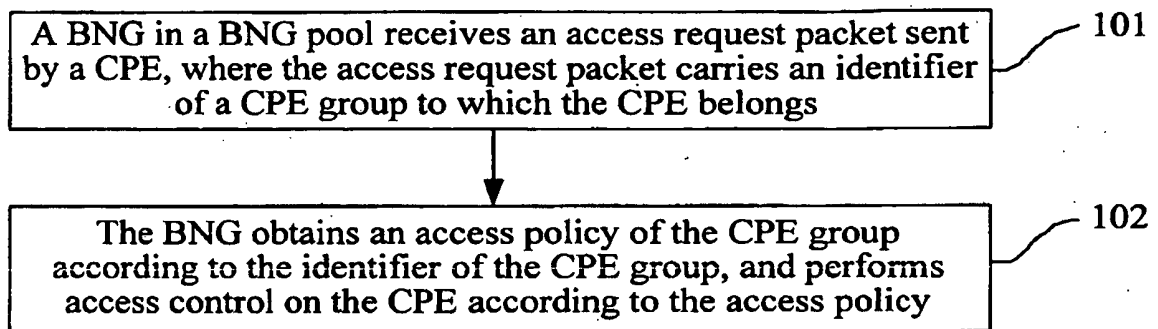 A BNG in a BNG pool receives an access request packet sent
by a CPE, where the access request packet carries an identifier
of a CPE group to which the CPE belongs
101
The BNG obtains an access policy of the CPE group
according to the identifier of the CPE group, and performs
access control on the CPE according to the access policy
102